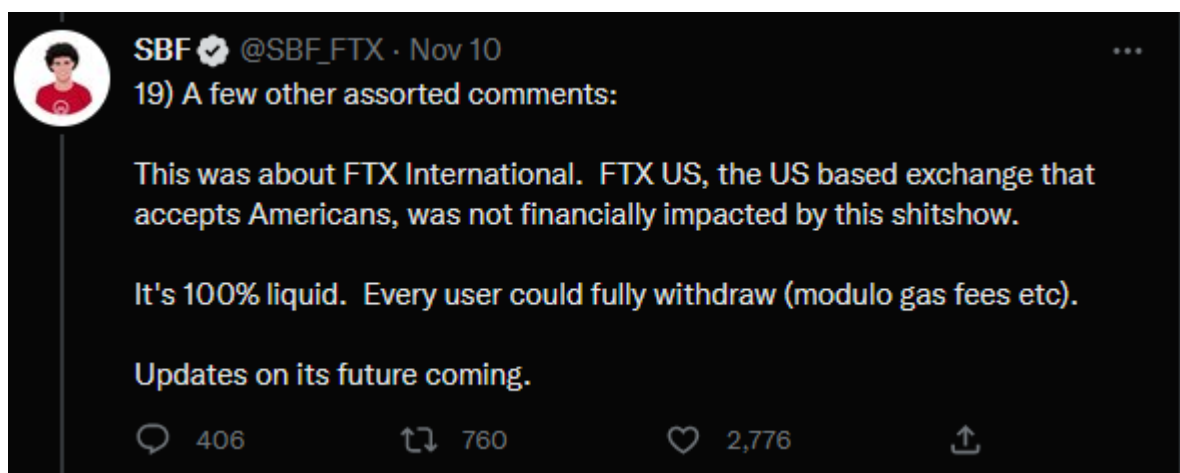 SBF @SBF_FTX · Nov 10
19) A few other assorted comments:
This was about FTX International.  FTX US, the US based exchange that
accepts Americans, was not financially impacted by this shitshow.
It's 100% liquid.  Every user could fully withdraw (modulo gas fees etc).
Updates on its future coming.
406 760 2,776